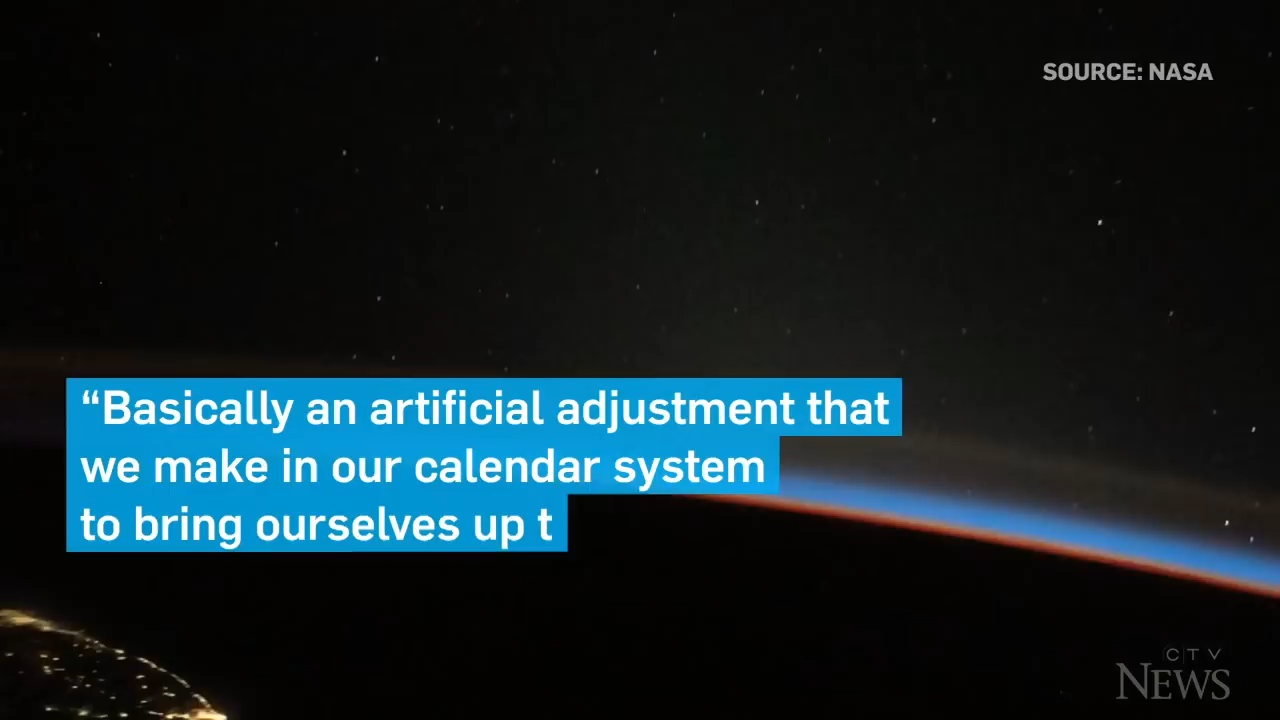 SOURCE: NASA
“Basically an artificial adjustment that
we make in our calendar system
to bring ourselves up t
CTV
NEWS